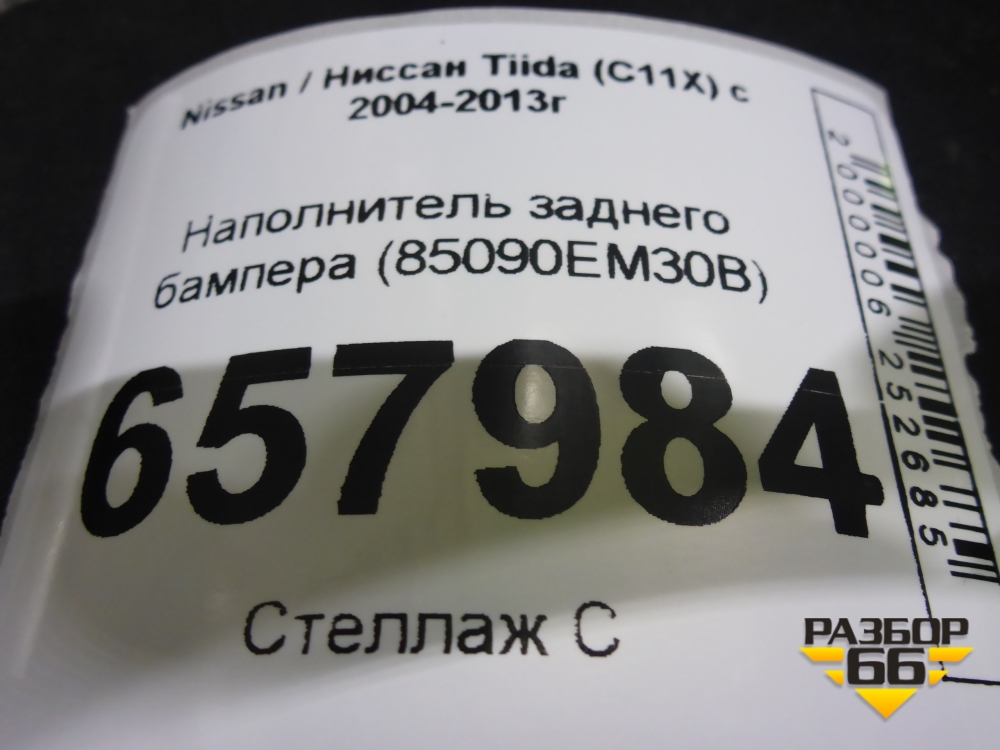 Nissan / Ниссан Tiida (C11X) с
2004-2013г
Наполнитель заднего
бампера (85090EM30B)
657984
Стеллаж С
2000006252685
РАЗБОР
66